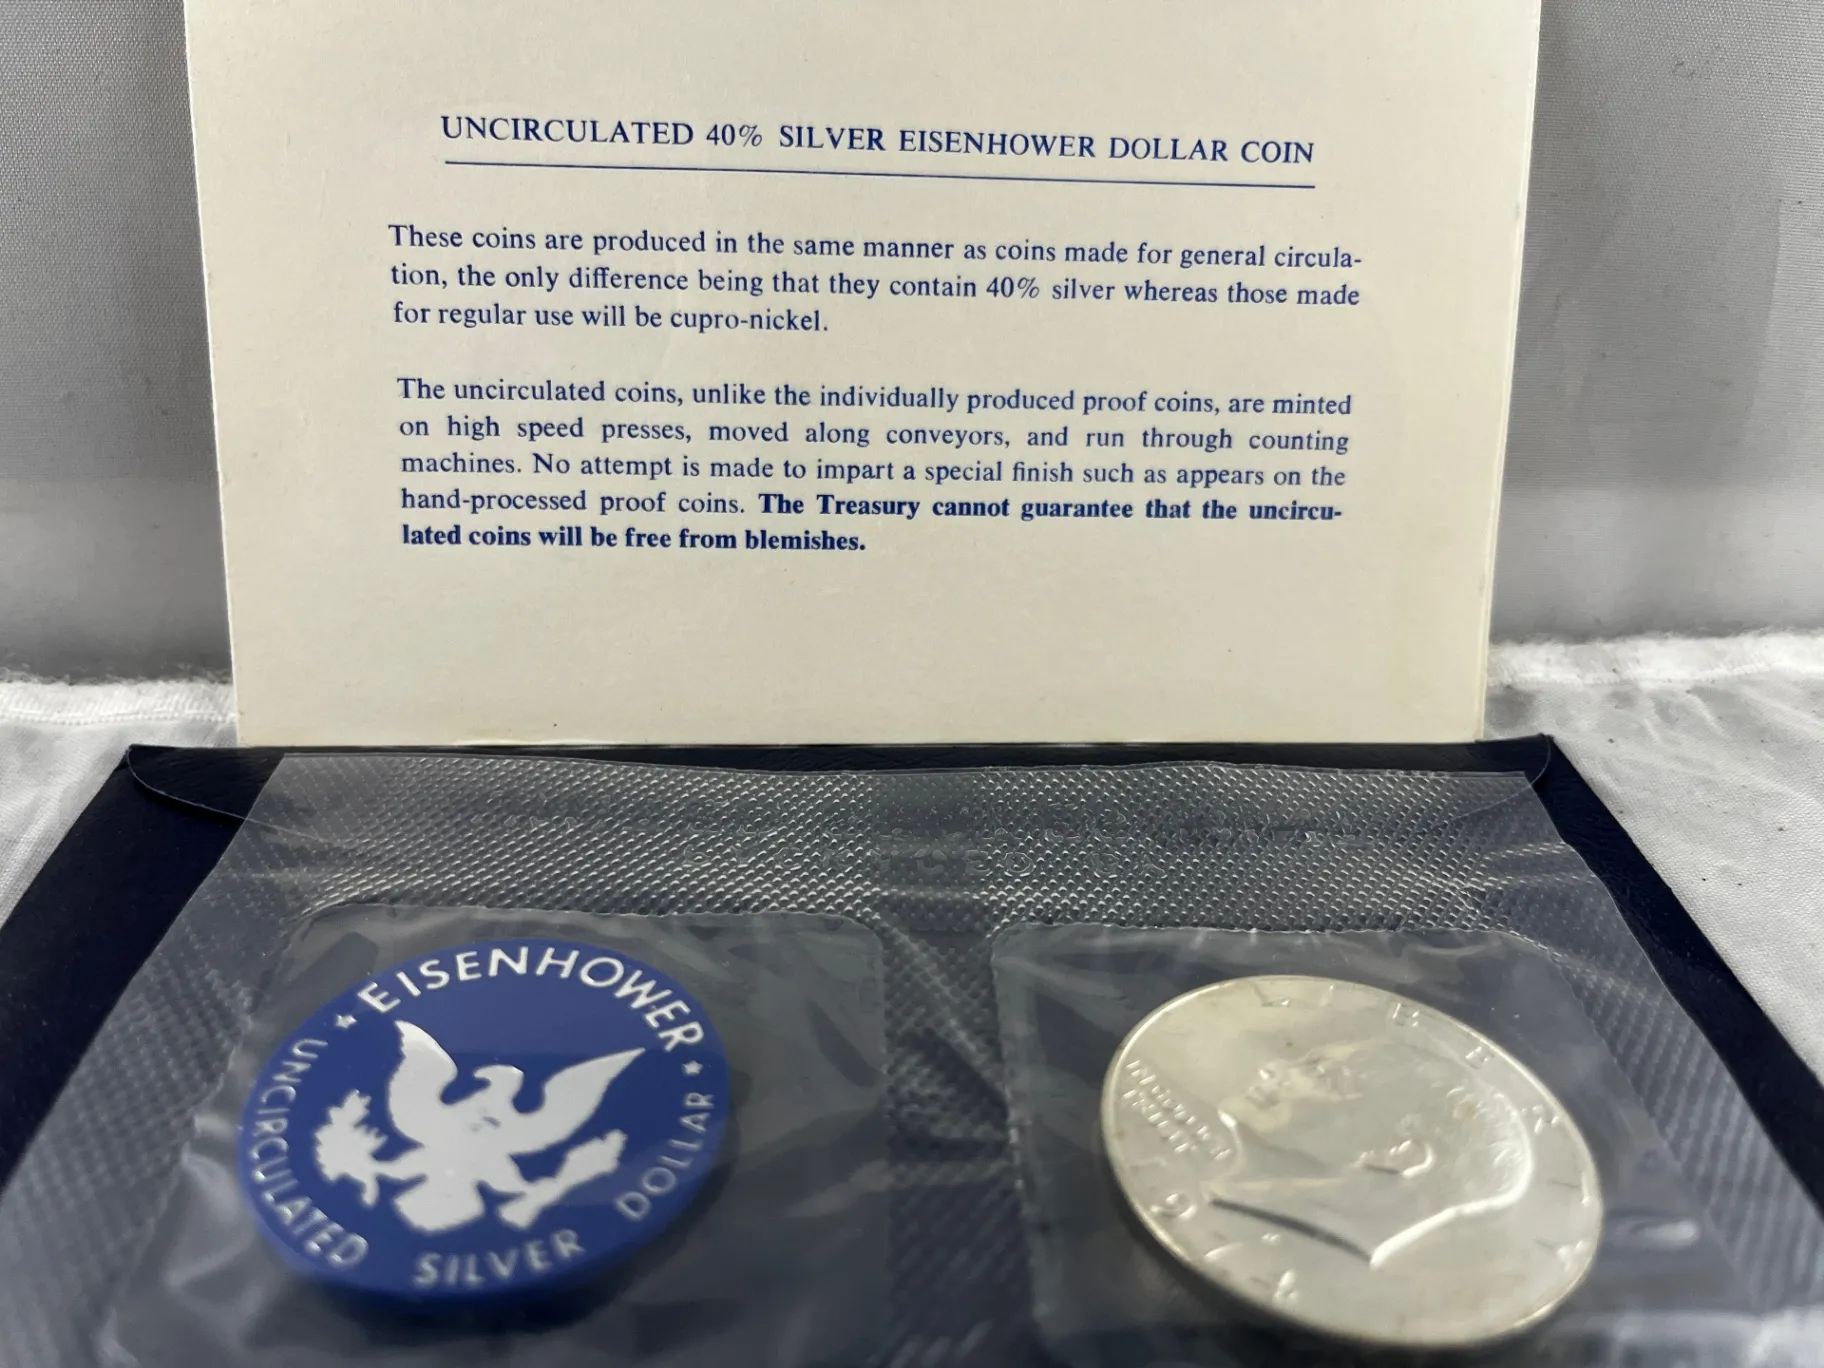 UNCIRCULATED 40% SILVER EISENHOWER DOLLAR COIN
These coins are produced in the same manner as coins made for general circula-
tion, the only difference being that they contain 40% silver whereas those made
for regular use will be cupro-nickel.
The uncirculated coins, unlike the individually produced proof coins, are minted
on high speed presses, moved along conveyors, and run through counting
machines. No attempt is made to impart a special finish such as appears on the
hand-processed proof coins. The Treasury cannot guarantee that the uncircu-
lated coins will be free from blemishes.
EISENHOWER
UNCIRCULATED SILVER DOLLAR
LIBERTY
IN GOD WE
TRUST